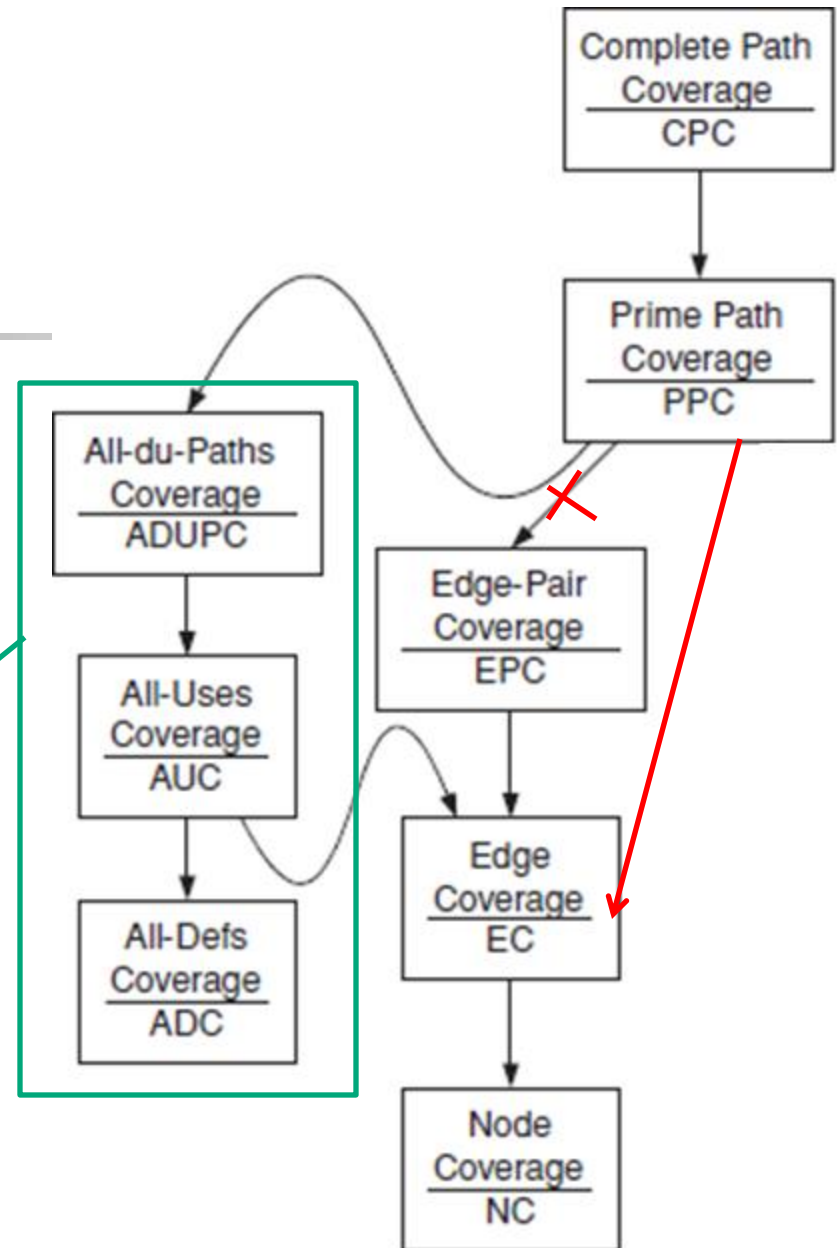 Complete Path
Coverage
CPC
Prime Path
Coverage
PPC
All-du-Paths
Coverage
ADUPC
Edge-Pair
Coverage
EPC
All-Uses
Coverage
AUC
Edge
Coverage
EC
All-Defs
Coverage
ADC
Node
Coverage
NC